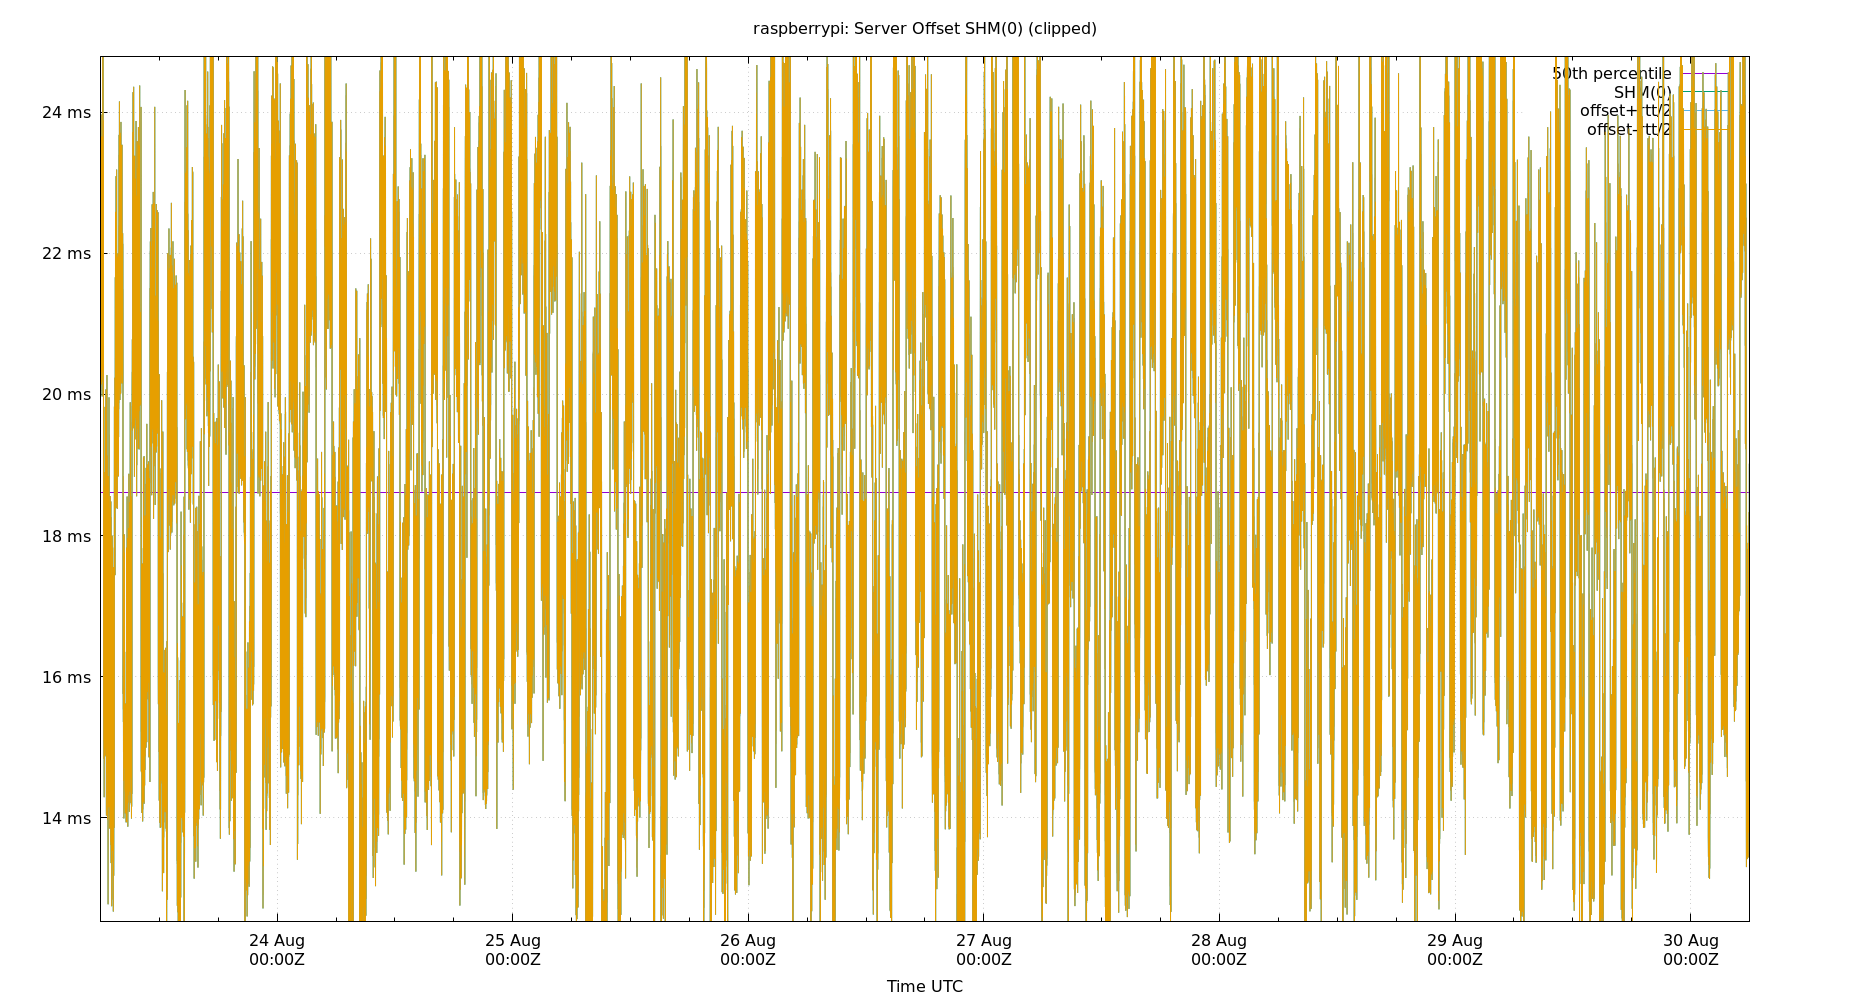 raspberrypi: Server Offset SHM(0) (clipped)
50th percentile
SHM(0)
offset+rtt/2
offset-rtt/2
24 ms
22 ms
20 ms
18 ms
16 ms
14 ms
24 Aug
00:00Z
25 Aug
00:00Z
26 Aug
00:00Z
27 Aug
00:00Z
28 Aug
00:00Z
29 Aug
00:00Z
30 Aug
00:00Z
Time UTC